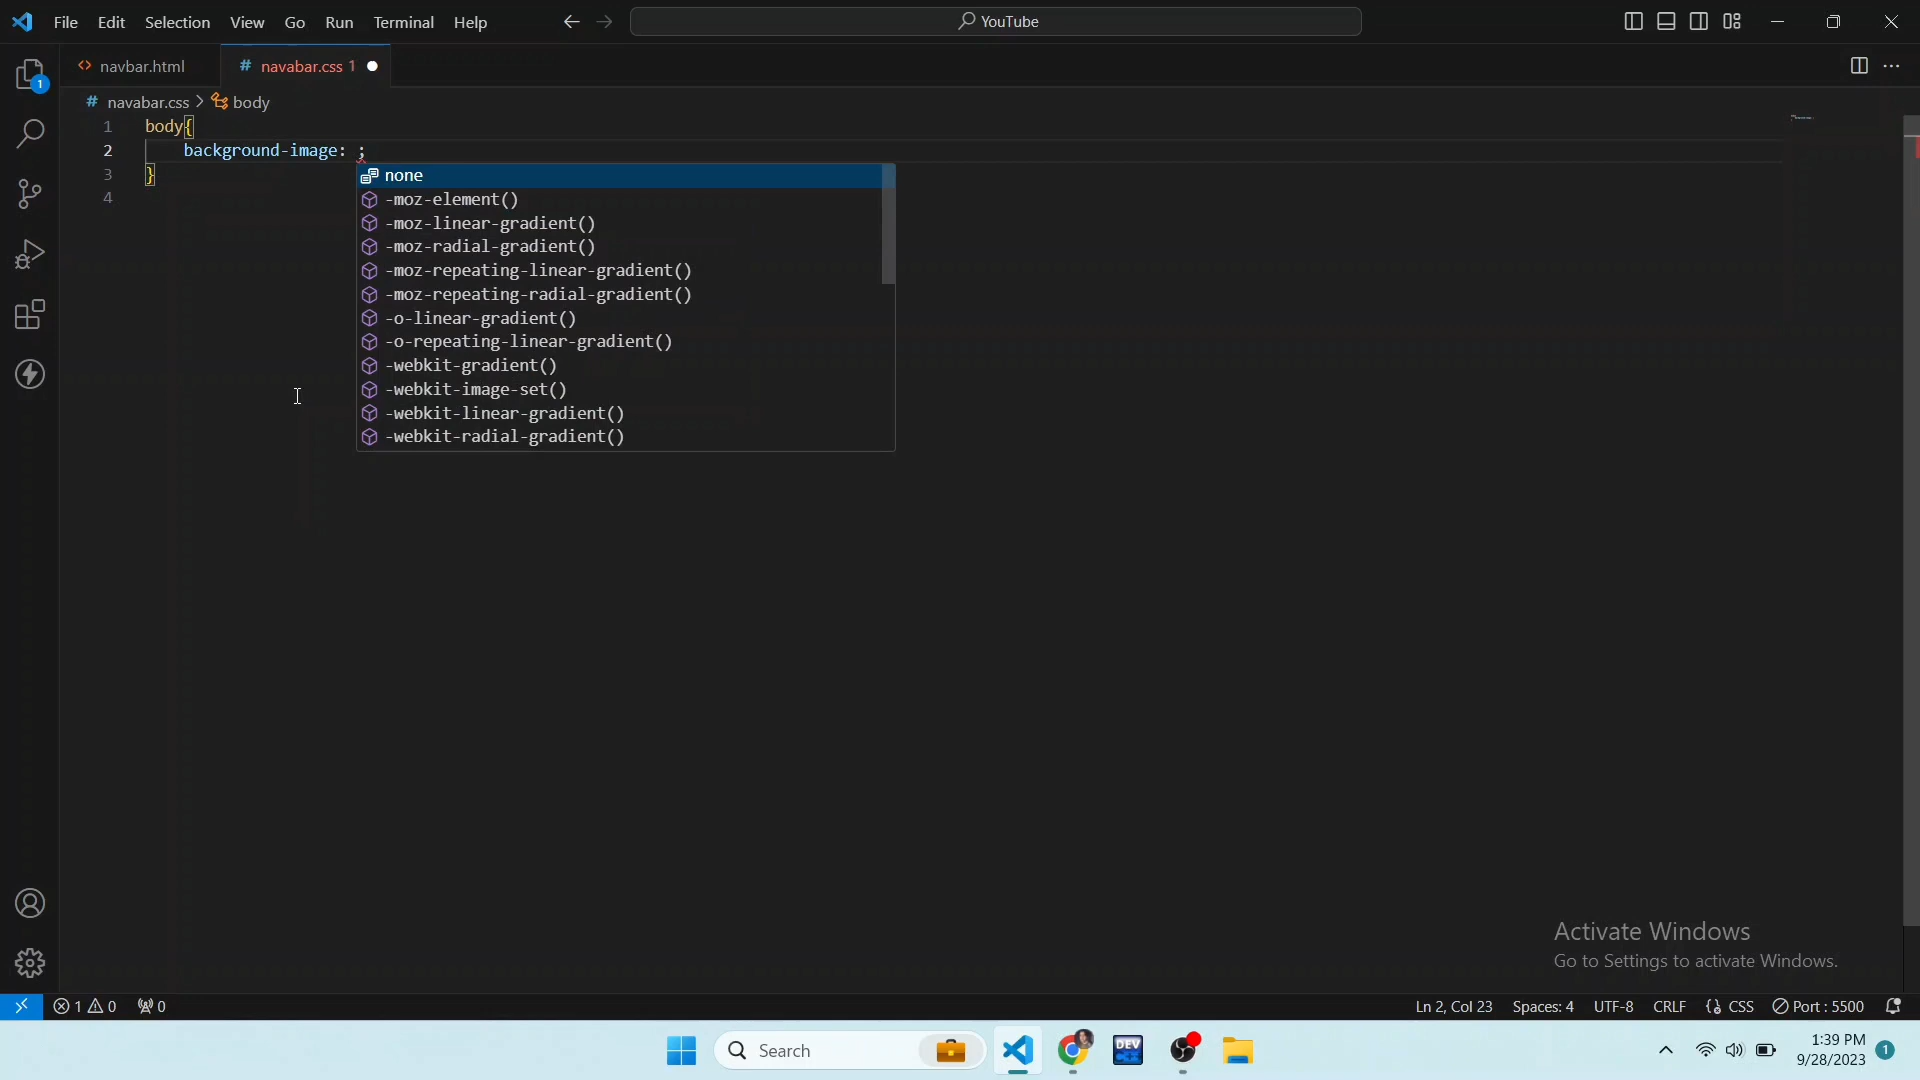 File Edit Selection View Go Run Terminal Help
YouTube
navbar.html
# navabar.css 1
# navabar.css > body
1 body{
2 background-image: ;
3 }
4
none
-moz-element()
-moz-linear-gradient()
-moz-radial-gradient()
-moz-repeating-linear-gradient()
-moz-repeating-radial-gradient()
-o-linear-gradient()
-o-repeating-linear-gradient()
-webkit-gradient()
-webkit-image-set()
-webkit-linear-gradient()
-webkit-radial-gradient()
1
Activate Windows
Go to Settings to activate Windows.
1 0 0
Ln 2, Col 23 Spaces: 4 UTF-8 CRLF {} CSS Port : 5500
Search
DEV
1:39 PM
9/28/2023
1